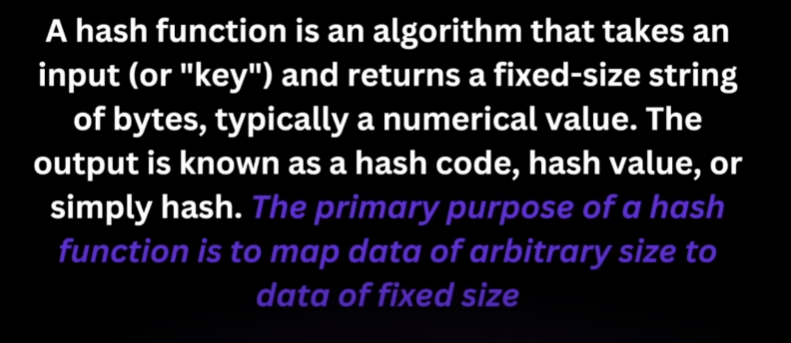 A hash function is an algorithm that takes an
input (or "key") and returns a fixed-size string
of bytes, typically a numerical value. The
output is known as a hash code, hash value, or
simply hash. The primary purpose of a hash
function is to map data of arbitrary size to
data of fixed size